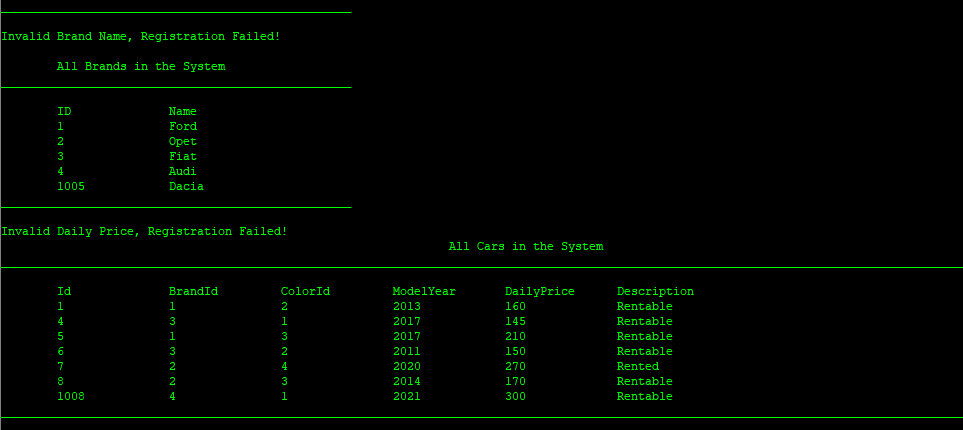 Invalid Brand Name, Registration Failed!
All Brands in the System
ID Name
1 Ford
2 Opet
3 Fiat
4 Audi
1005 Dacia
Invalid Daily Price, Registration Failed!
All Cars in the System
Id BrandId ColorId ModelYear DailyPrice Description
1 1 2 2013 160 Rentable
4 3 1 2017 145 Rentable
5 1 3 2017 210 Rentable
6 3 2 2011 150 Rentable
7 2 4 2020 270 Rented
8 2 3 2014 170 Rentable
1008 4 1 2021 300 Rentable